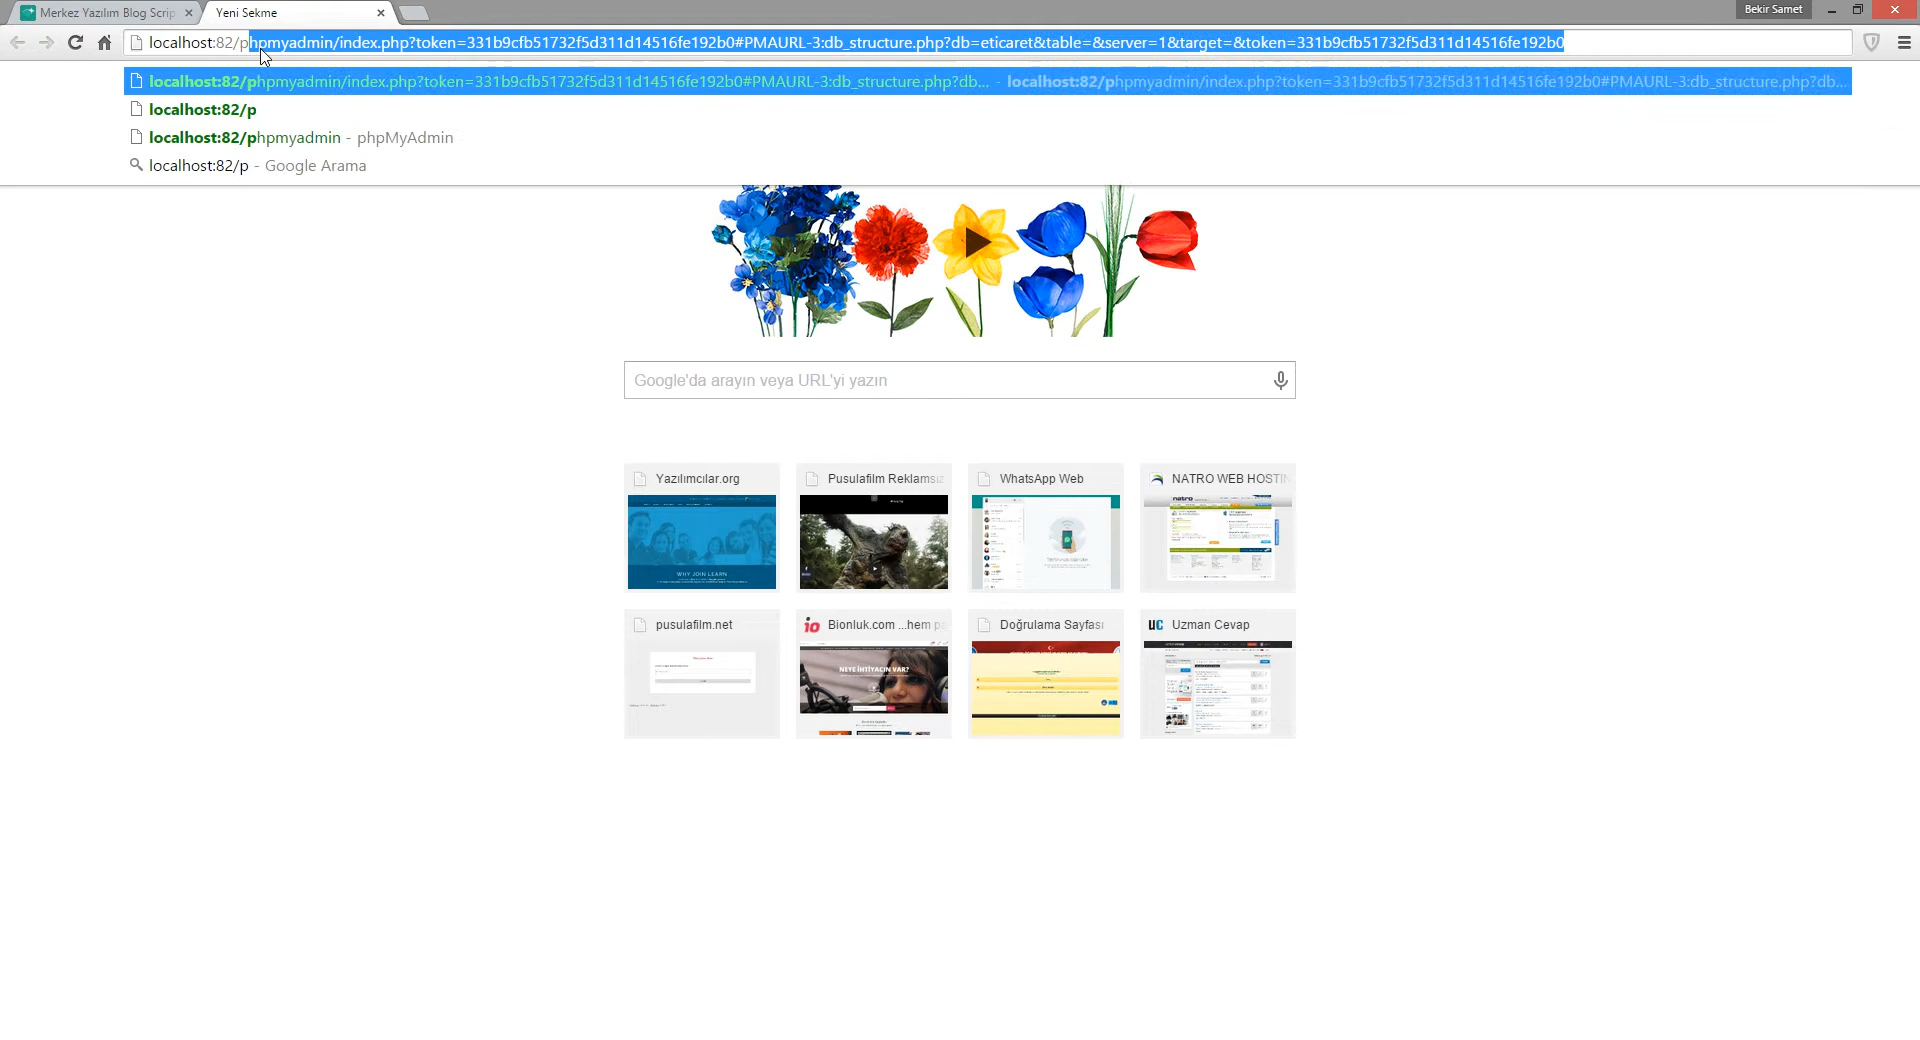 Merkez Yazılım Blog Scrip
Yeni Sekme
Bekir Samet
localhost:82/phpmyadmin/index.php?token=331b9cfb51732f5d311d14516fe192b0#PMAURL-3:db_structure.php?db=eticaret&table=&server=1&target=&token=331b9cfb51732f5d311d14516fe192b0
localhost:82/phpmyadmin/index.php?token=331b9cfb51732f5d311d14516fe192b0#PMAURL-3:db_structure.php?db... - localhost:82/phpmyadmin/index.php?token=331b9cfb51732f5d311d14516fe192b0#PMAURL-3:db_structure.php?db...
localhost:82/p
localhost:82/phpmyadmin - phpMyAdmin
localhost:82/p - Google Arama
Google'da arayın veya URL'yi yazın
Yazılımcılar.org
Pusulafilm Reklamsız
WhatsApp Web
NATRO WEB HOSTIN
natro
WHY JOIN LEARN
pusulafilm.net
Bionluk.com ...hem pa
Doğrulama Sayfası
UC Uzman Cevap
NEYE İHTİYACIN VAR?